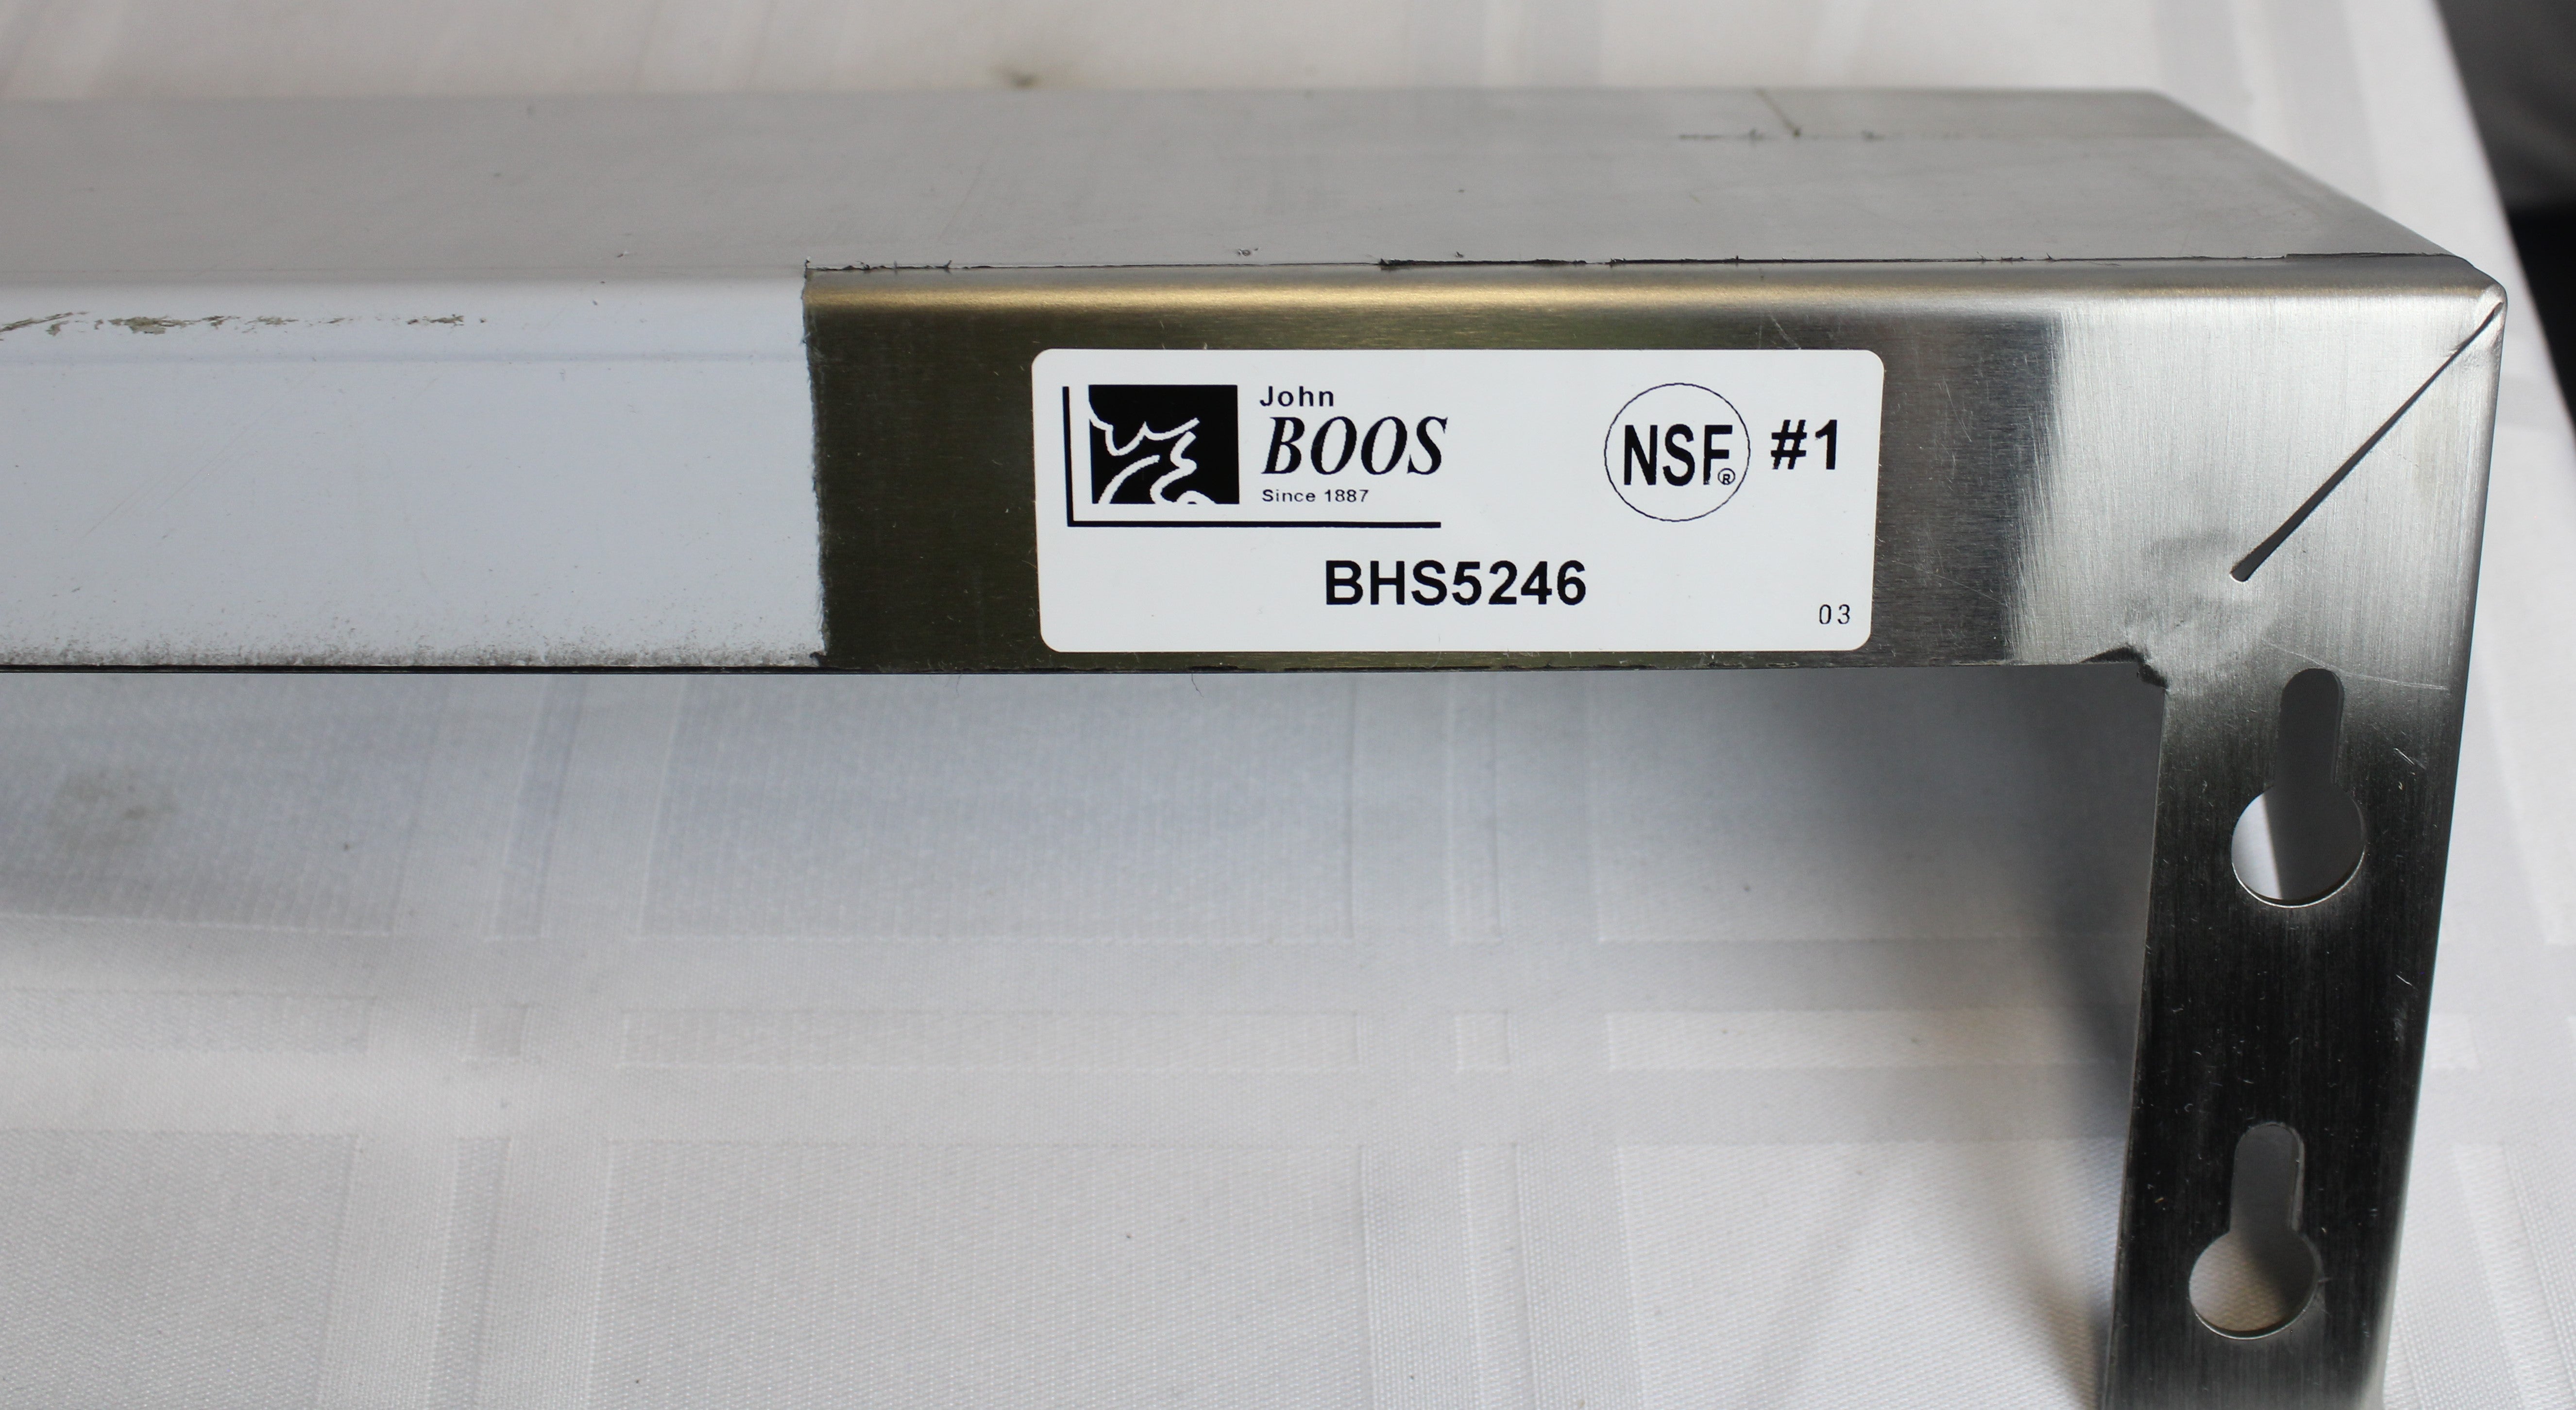 John
BOOS
Since 1887
NSF® #1
BHS5246
03